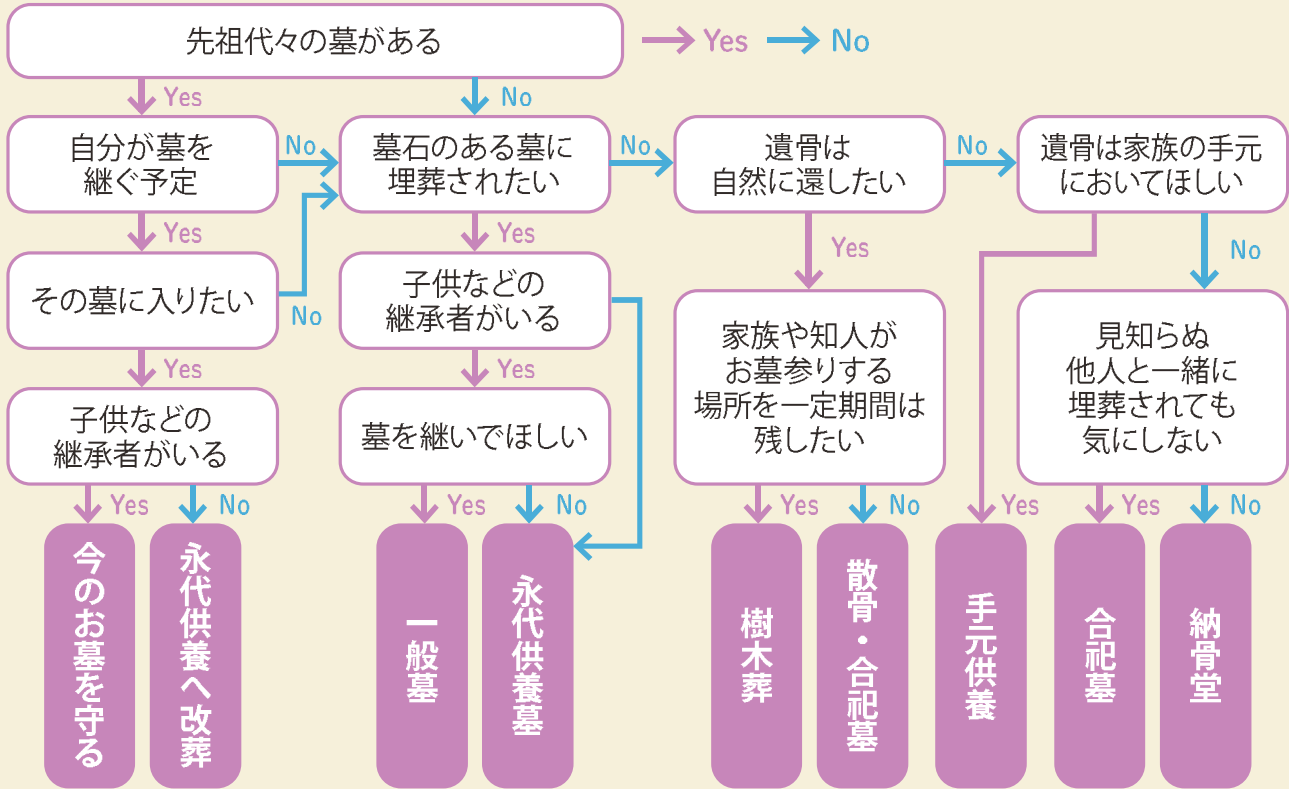 先祖代々の墓がある
Yes
No
Yes
No
自分が墓を
継ぐ予定
No
墓石のある墓に
埋葬されたい
No
遺骨は
自然に還したい
No
遺骨は家族の手元
においてほしい
Yes
Yes
Yes
No
その墓に入りたい
No
子供などの
継承者がいる
家族や知人が
お墓参りする
場所を一定期間は
残したい
見知らぬ
他人と一緒に
埋葬されても
気にしない
Yes
Yes
子供などの
継承者がいる
墓を継いでほしい
Yes
No
Yes
No
Yes
No
Yes
Yes
No
今のお墓を守る
永代供養へ改葬
一般墓
永代供養墓
樹木葬
散骨・合祀墓
手元供養
合祀墓
納骨堂